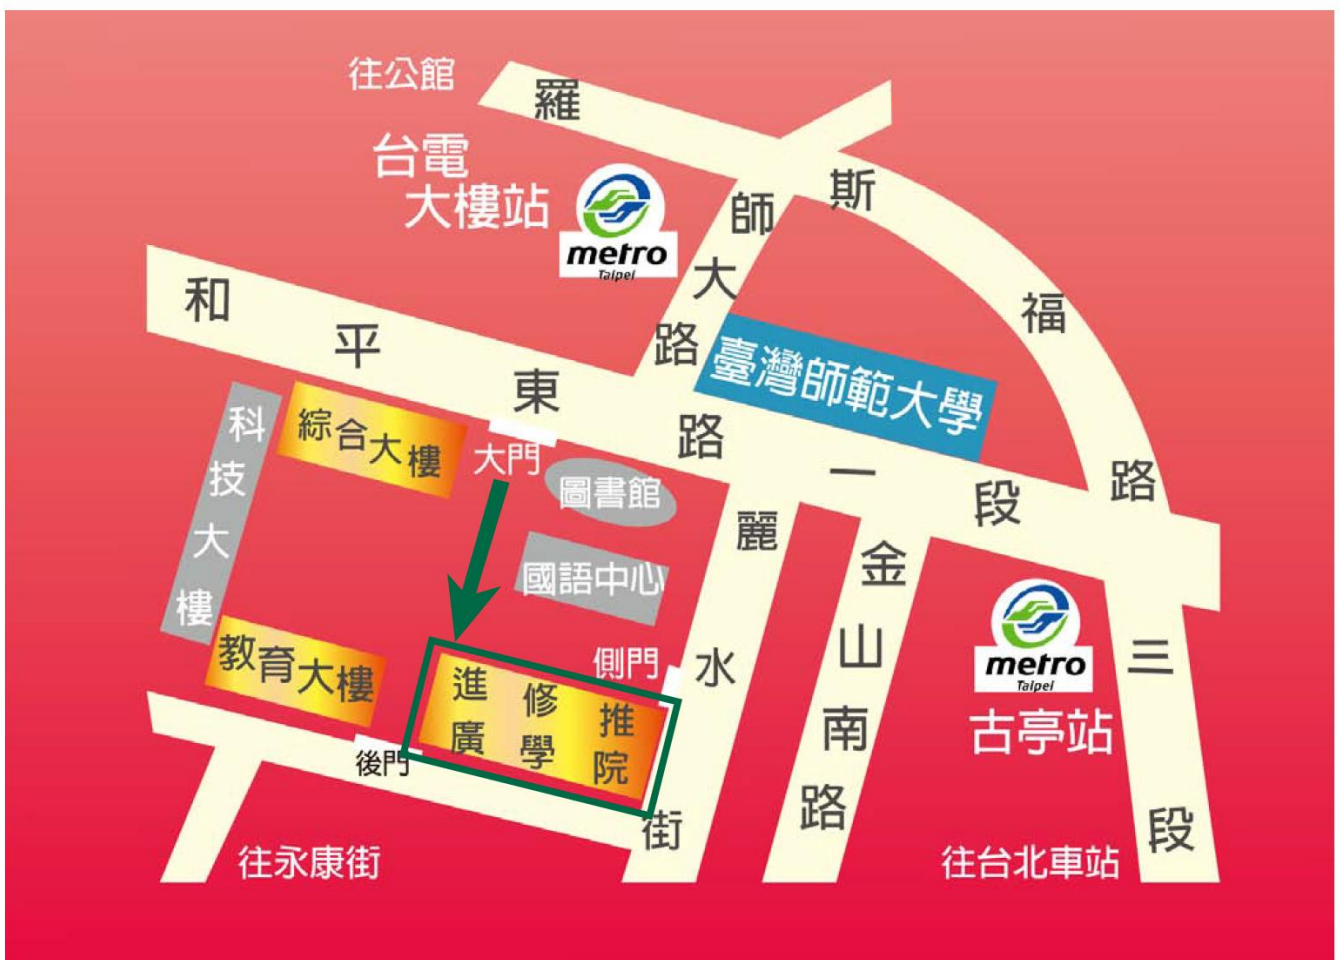 往公館
台電
大樓站
metro
Taipei
羅斯福路三段
師大路
和平東路一段
臺灣師範大學
科技大樓
綜合大樓
大門
圖書館
國語中心
教育大樓
進修推
廣學院
側門
後門
麗水街
金山南路
metro
Taipei
古亭站
往永康街
往台北車站